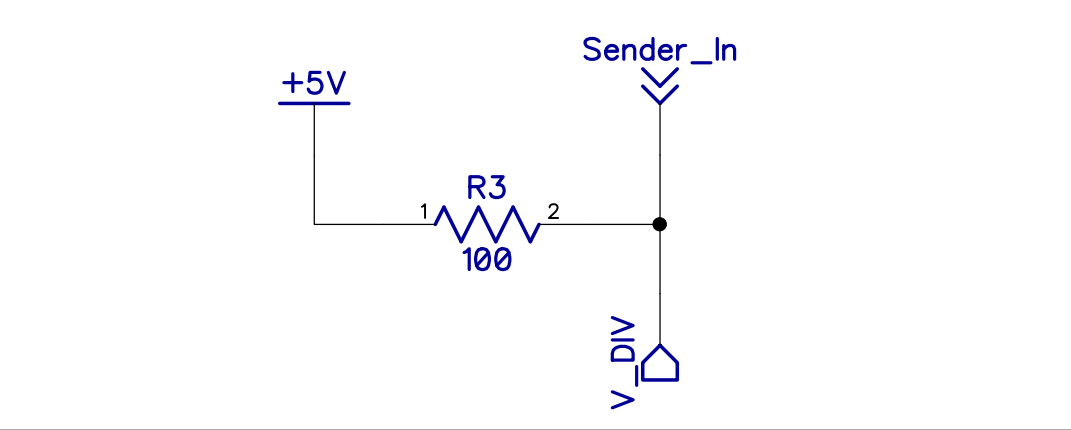 Sender_In
+5V
R3
1
2
100
V_DIV